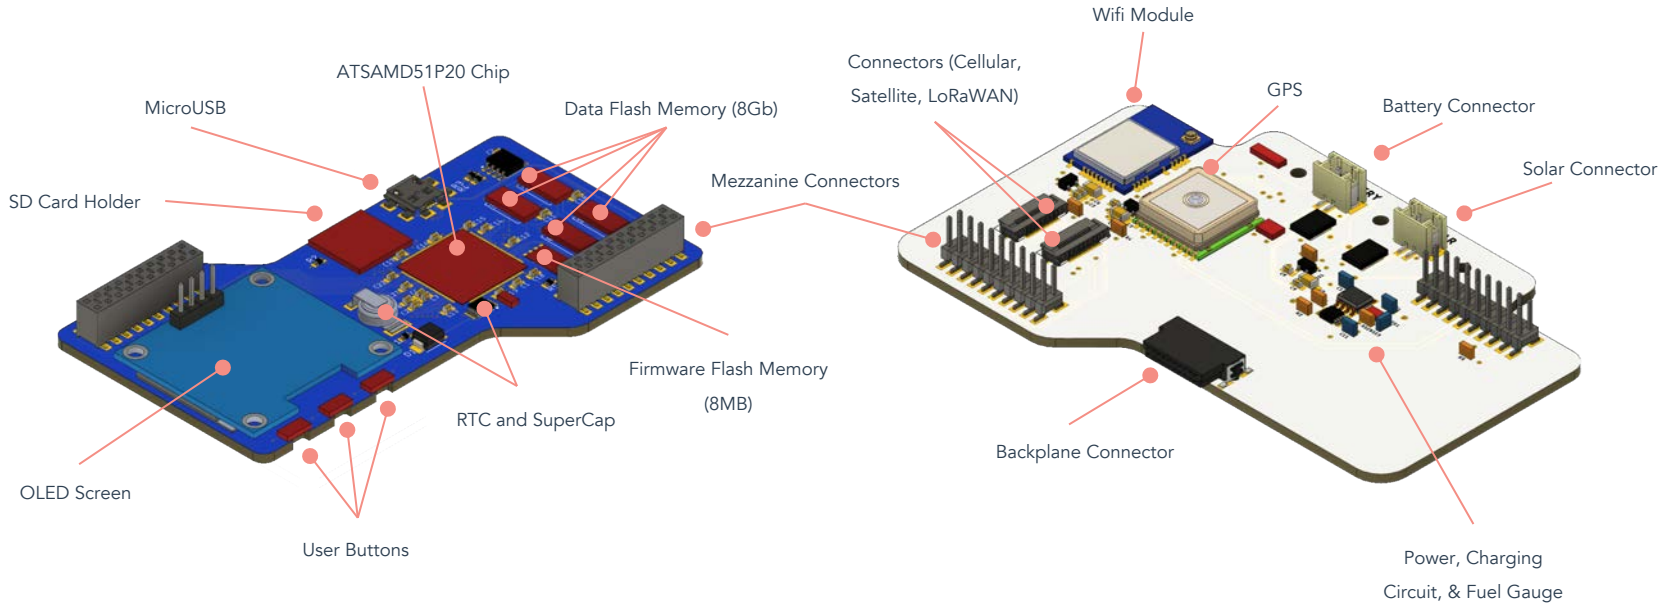 Wifi Module
Connectors (Cellular,
Satellite, LoRaWAN)
ATSAMD51P20 Chip
GPS
MicroUSB
Data Flash Memory (8Gb)
Battery Connector
Mezzanine Connectors
Solar Connector
SD Card Holder
Firmware Flash Memory
(8MB)
RTC and SuperCap
Backplane Connector
OLED Screen
User Buttons
Power, Charging
Circuit, & Fuel Gauge